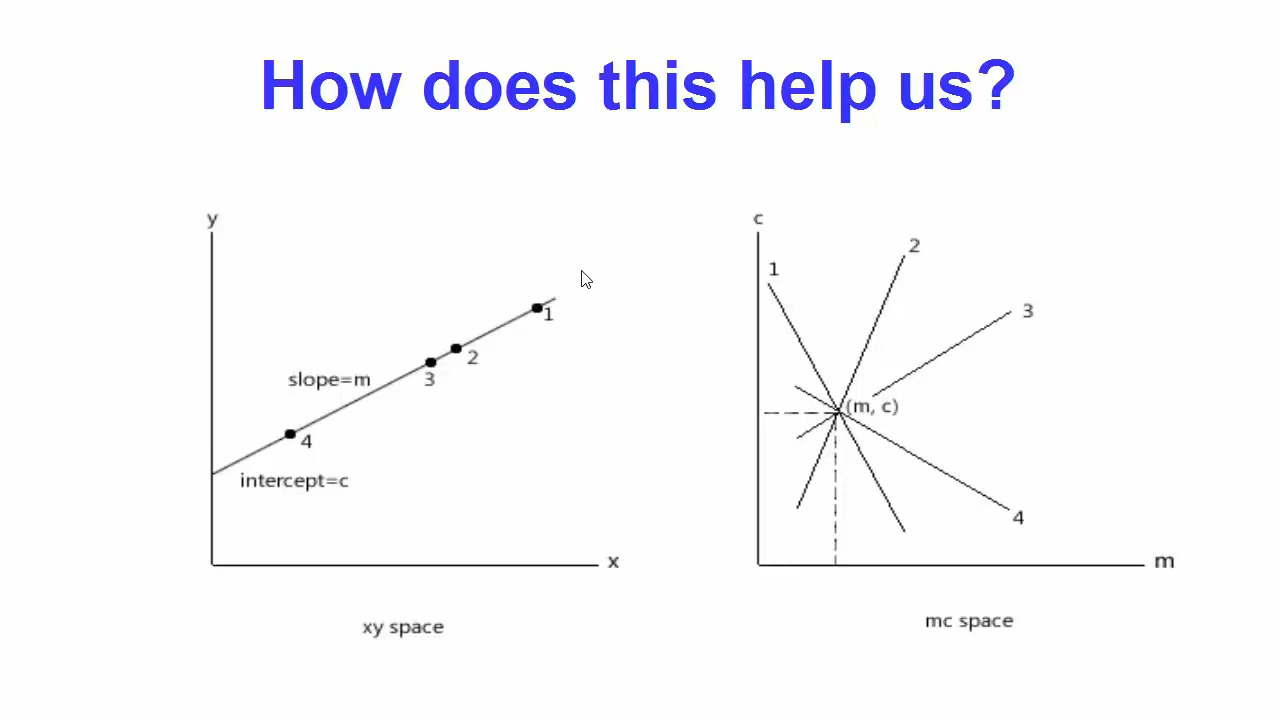 How does this help us?
y
1
2
3
slope=m
4
intercept=c
x
xy space
c
2
1
3
(m, c)
4
m
mc space